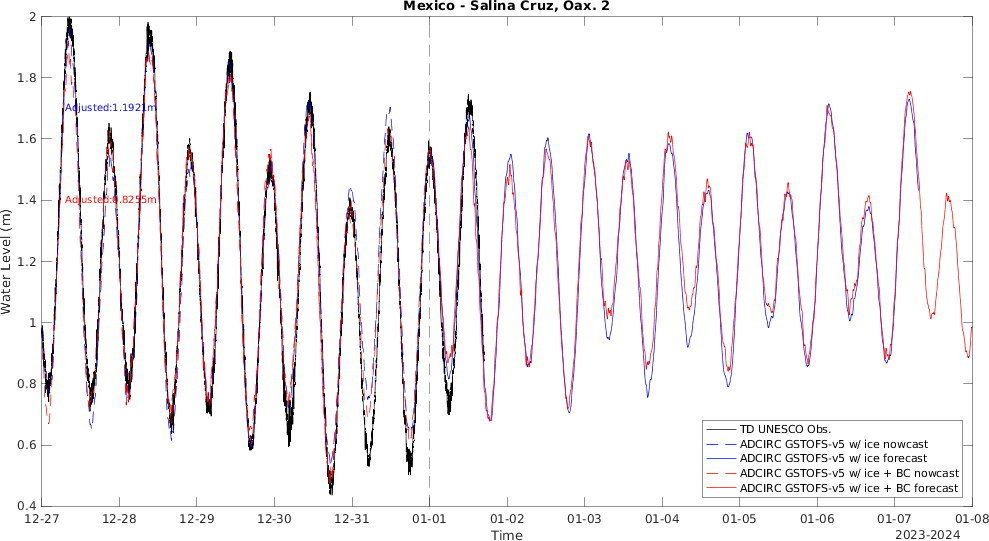 Mexico - Salina Cruz, Oax. 2
Water Level (m)
2
1.8
1.6
1.4
1.2
1
0.8
0.6
0.4
Adjusted:1.1921m
Adjusted:0.8255m
TD UNESCO Obs.
ADCIRC GSTOFS-v5 w/ ice nowcast
ADCIRC GSTOFS-v5 w/ ice forecast
ADCIRC GSTOFS-v5 w/ ice + BC nowcast
ADCIRC GSTOFS-v5 w/ ice + BC forecast
12-27 12-28 12-29 12-30 12-31 01-01 01-02 01-03 01-04 01-05 01-06 01-07 01-08
Time
2023-2024